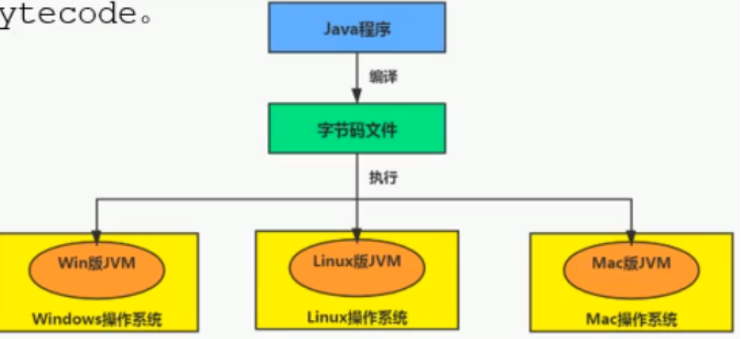 ytecode。
Java程序
编译
字节码文件
执行
Win版JVM
Linux版JVM
Mac版JVM
Windows操作系统
Linux操作系统
Mac操作系统